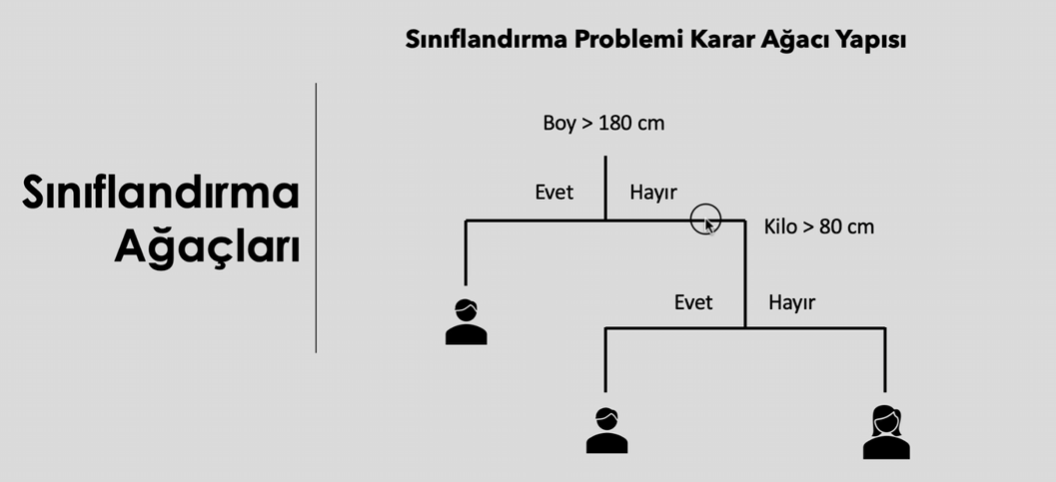 Sınıflandırma Problemi Karar Ağacı Yapısı
Sınıflandırma
Ağaçları
Boy > 180 cm
Evet
Hayır
Kilo > 80 cm
Evet
Hayır